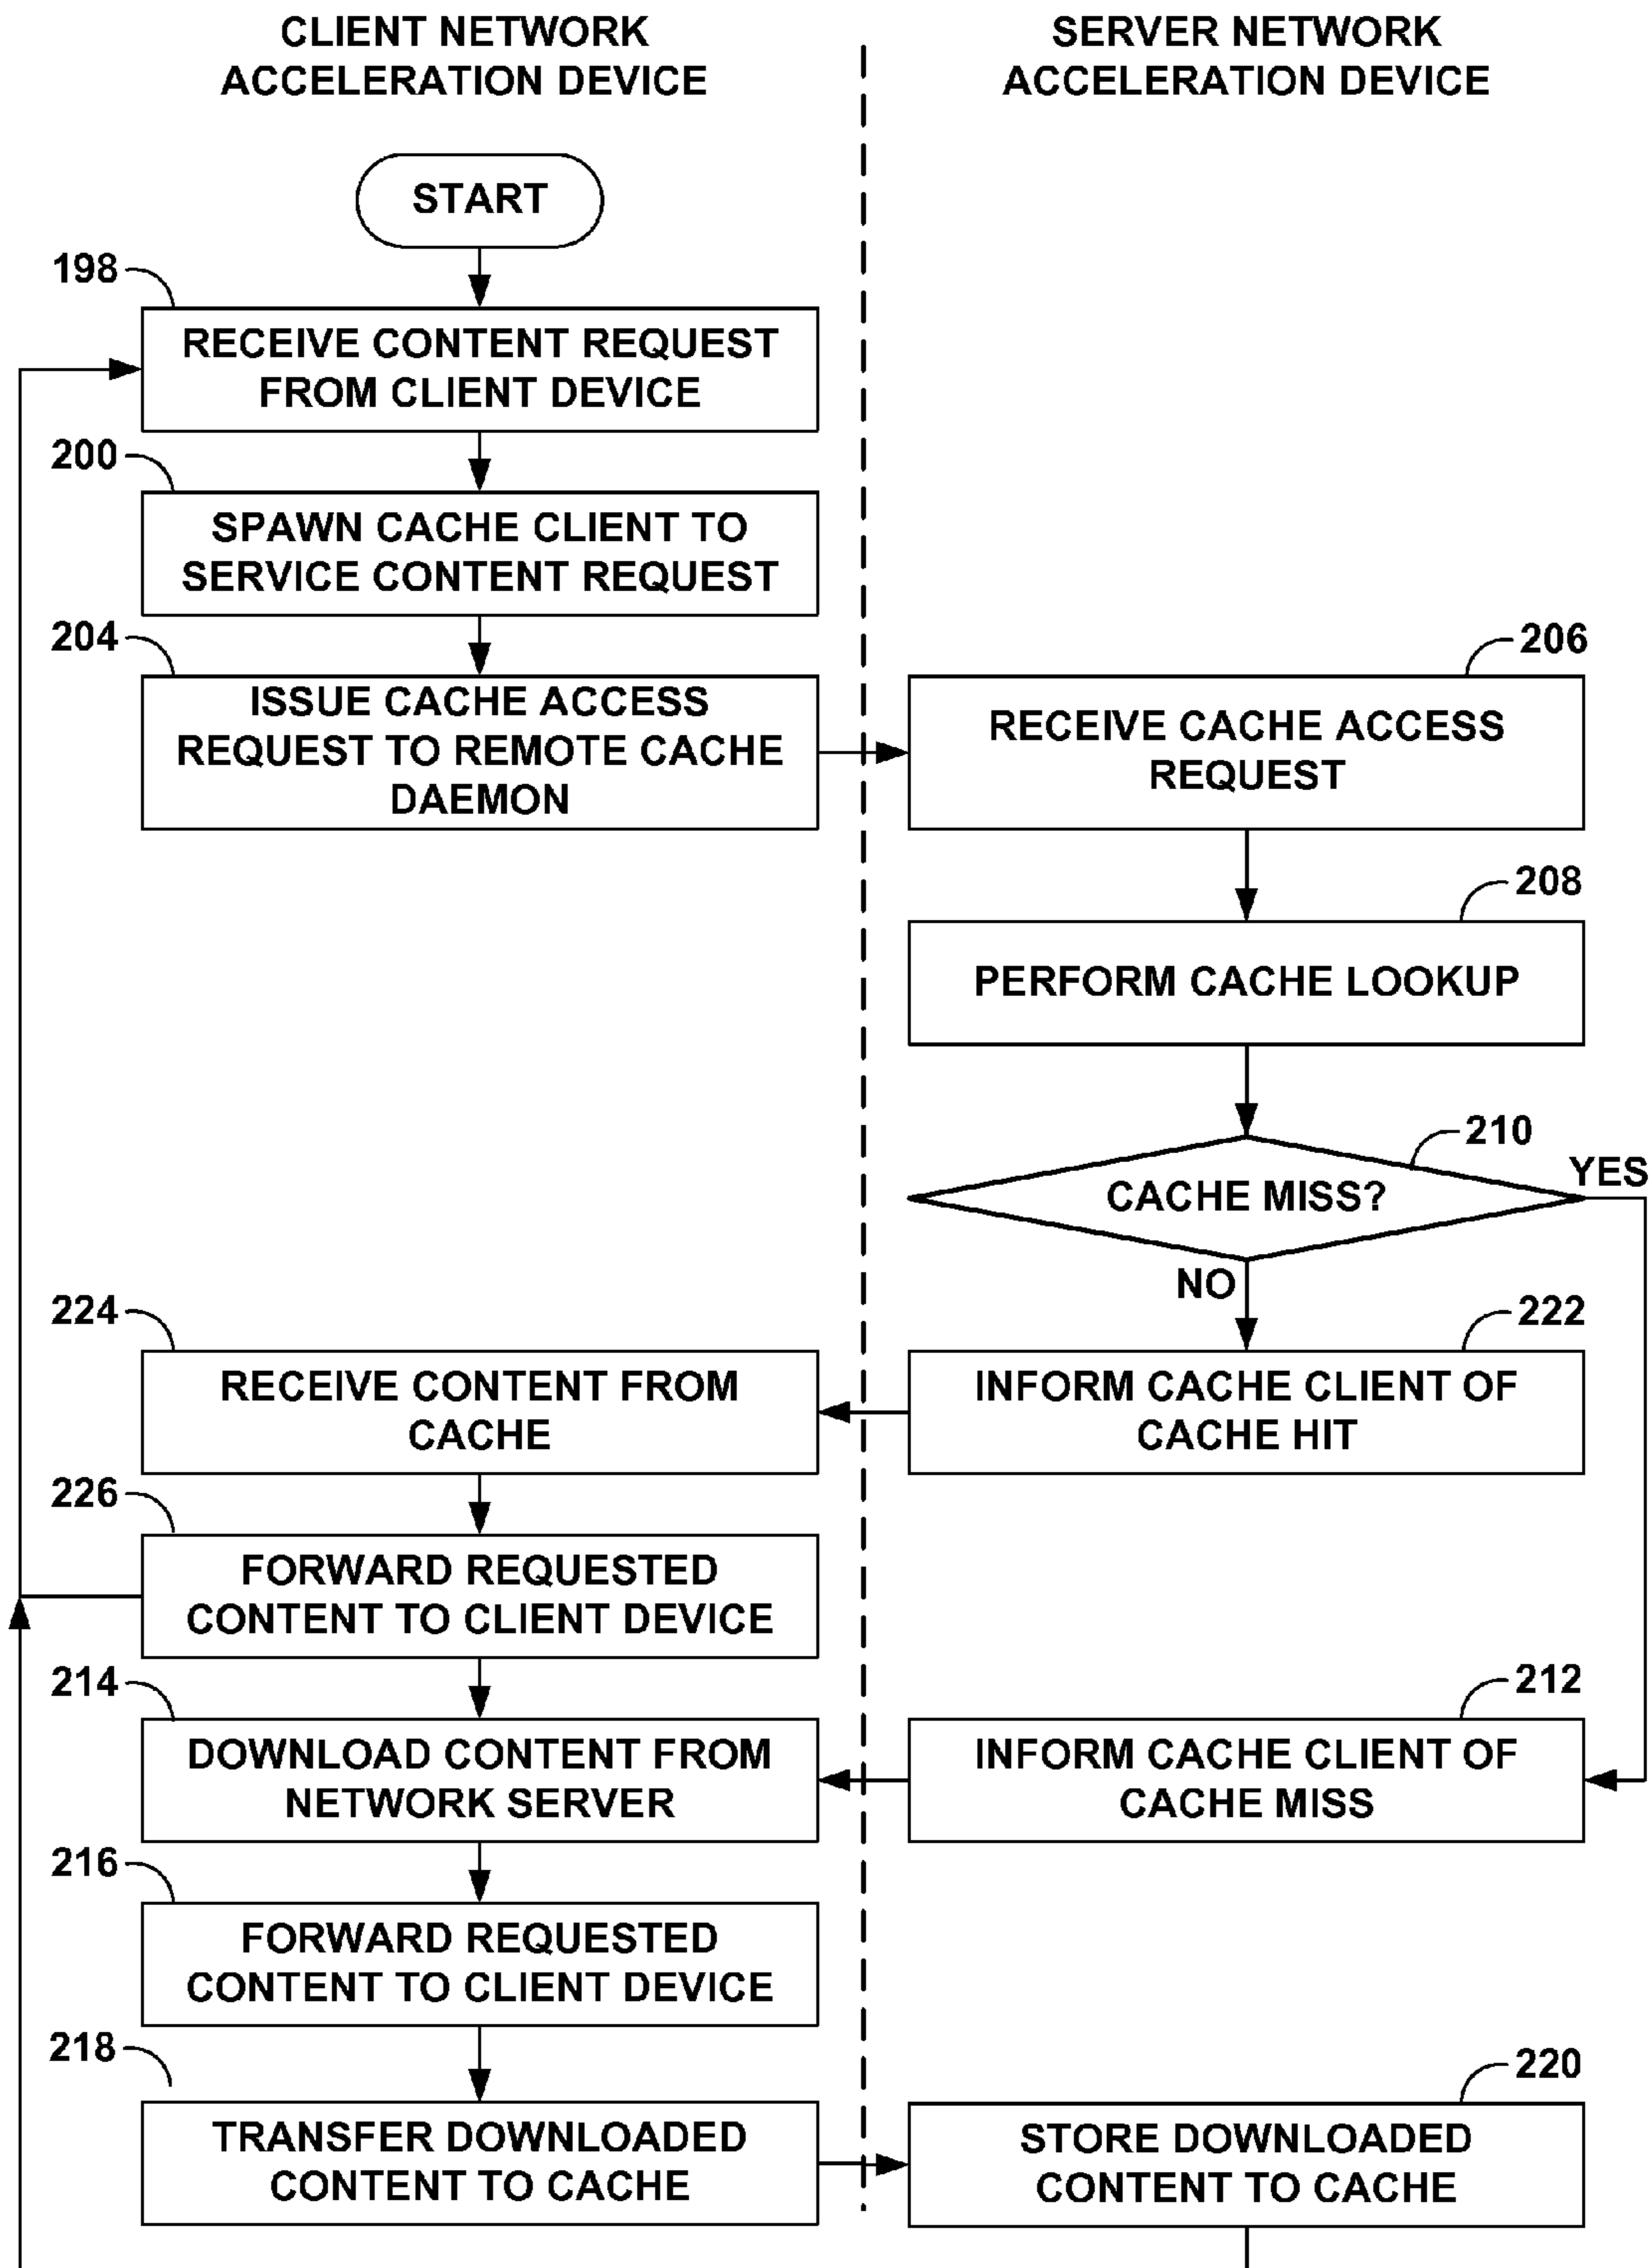 CLIENT NETWORK
ACCELERATION DEVICE
SERVER NETWORK
ACCELERATION DEVICE
START
198
RECEIVE CONTENT REQUEST
FROM CLIENT DEVICE
200
SPAWN CACHE CLIENT TO
SERVICE CONTENT REQUEST
204
ISSUE CACHE ACCESS
REQUEST TO REMOTE CACHE
DAEMON
206
RECEIVE CACHE ACCESS
REQUEST
208
PERFORM CACHE LOOKUP
210
CACHE MISS?
YES
NO
224
RECEIVE CONTENT FROM
CACHE
222
INFORM CACHE CLIENT OF
CACHE HIT
226
FORWARD REQUESTED
CONTENT TO CLIENT DEVICE
214
DOWNLOAD CONTENT FROM
NETWORK SERVER
212
INFORM CACHE CLIENT OF
CACHE MISS
216
FORWARD REQUESTED
CONTENT TO CLIENT DEVICE
218
TRANSFER DOWNLOADED
CONTENT TO CACHE
220
STORE DOWNLOADED
CONTENT TO CACHE